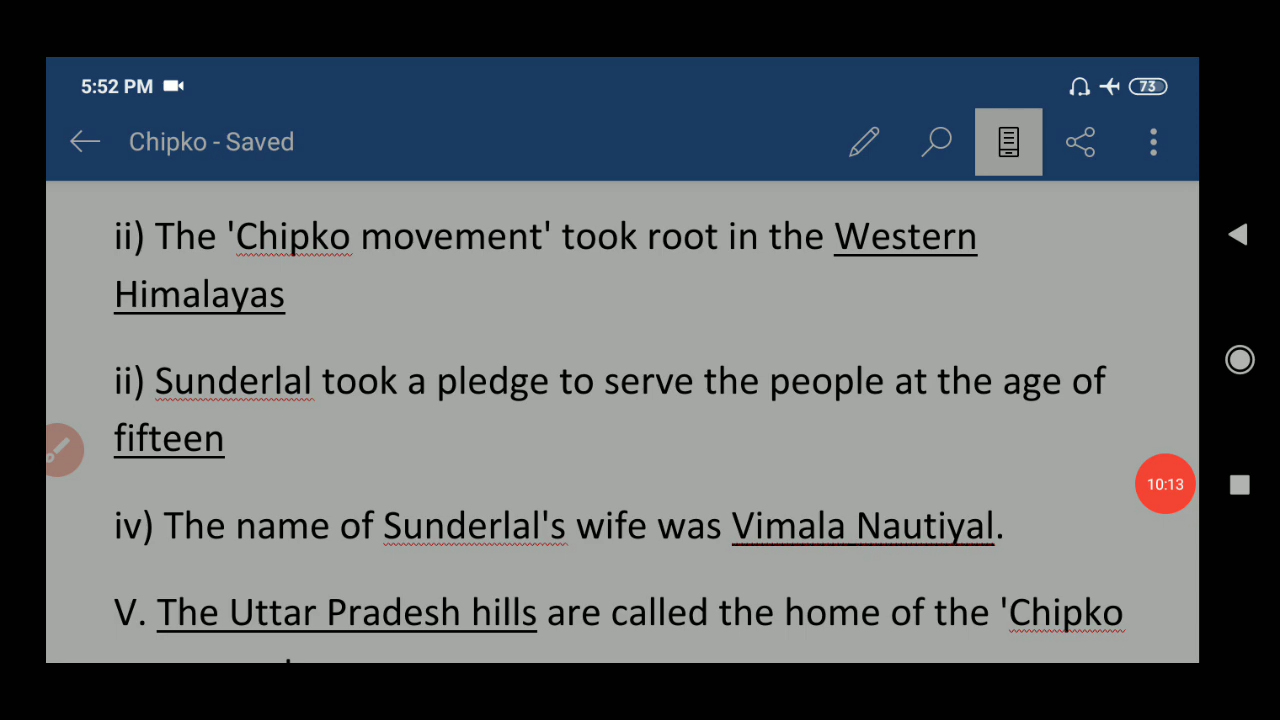 5:52 PM
73
Chipko - Saved
ii) The 'Chipko movement' took root in the Western
Himalayas
ii) Sunderlal took a pledge to serve the people at the age of
fifteen
10:13
iv) The name of Sunderlal's wife was Vimala Nautiyal.
V. The Uttar Pradesh hills are called the home of the 'Chipko